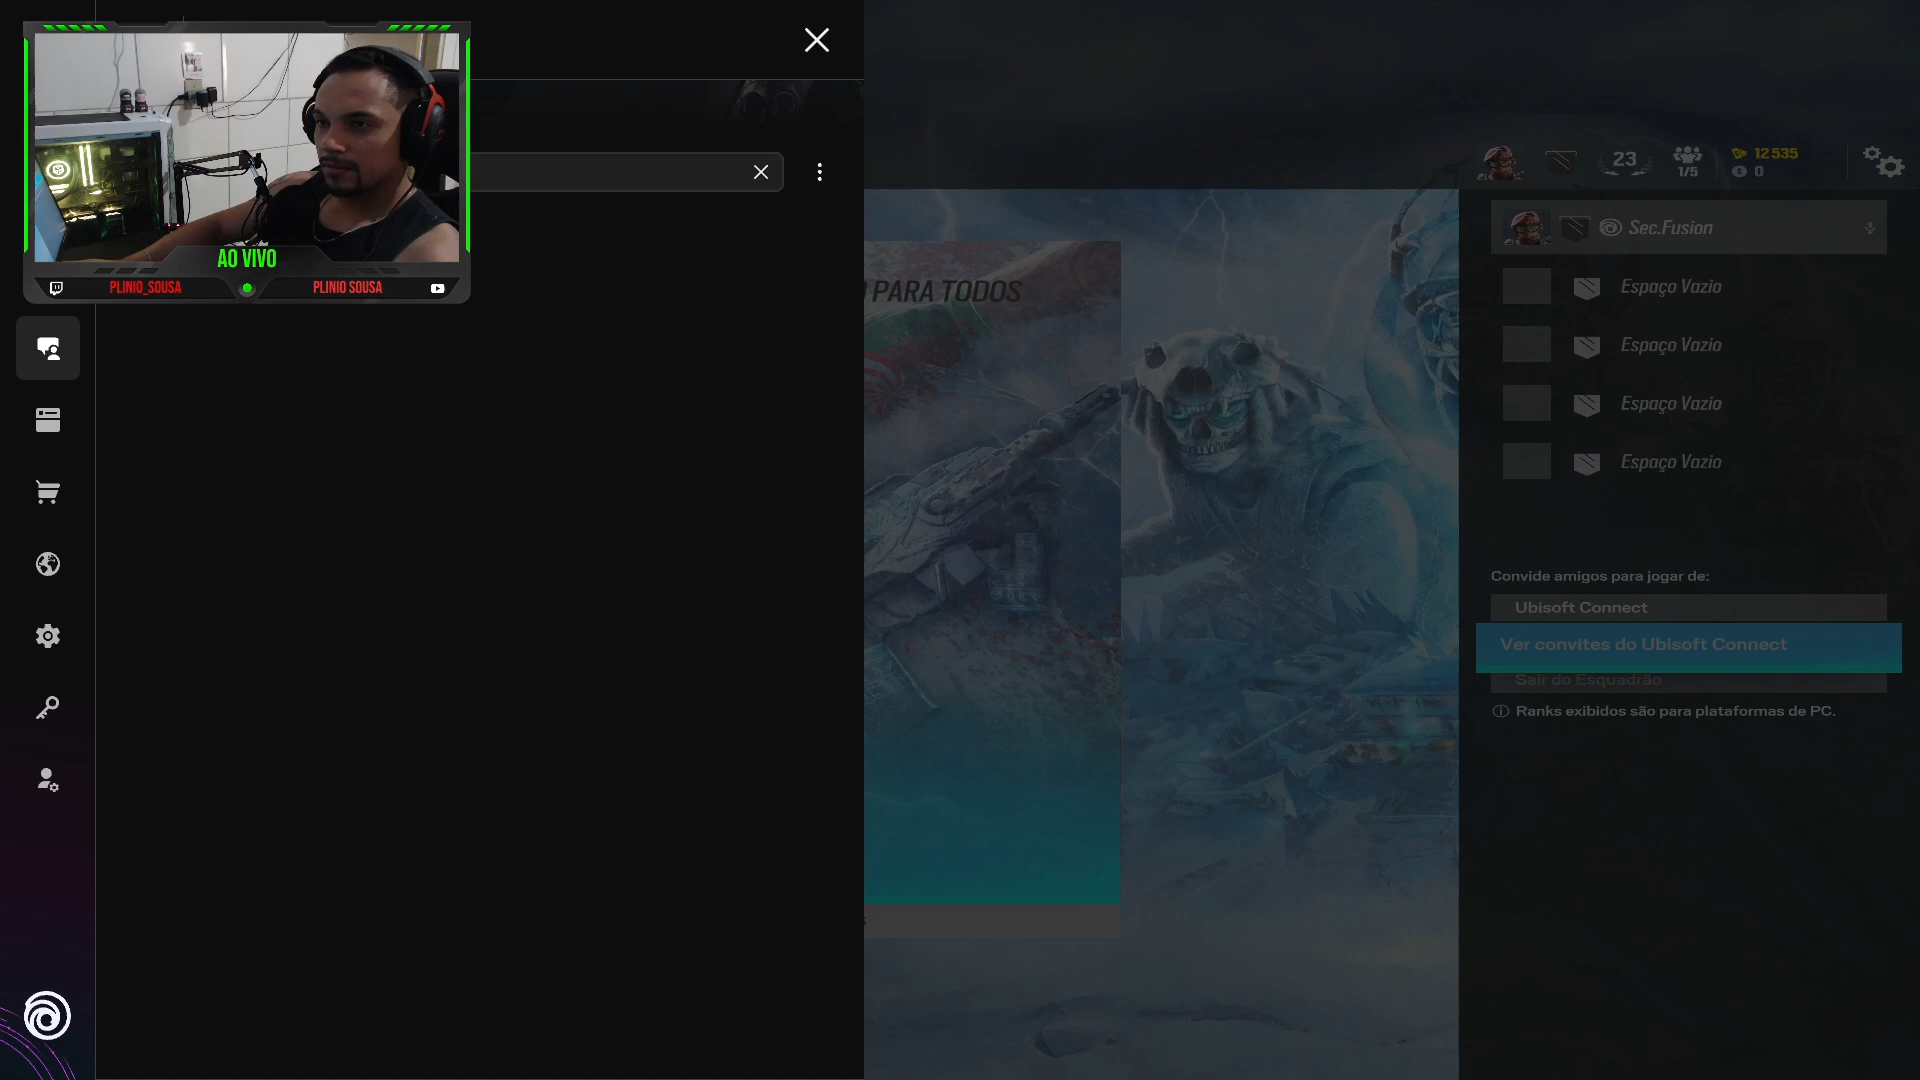 AO VIVO
PLINIO_SOUSA
PLINIO SOUSA
PARA TODOS
23
1/5
12 535
0
Sec.Fusion
Espaço Vazio
Espaço Vazio
Espaço Vazio
Espaço Vazio
Convide amigos para jogar de:
Ubisoft Connect
Ver convites do Ubisoft Connect
Sair do Esquadrão
Ranks exibidos são para plataformas de PC.